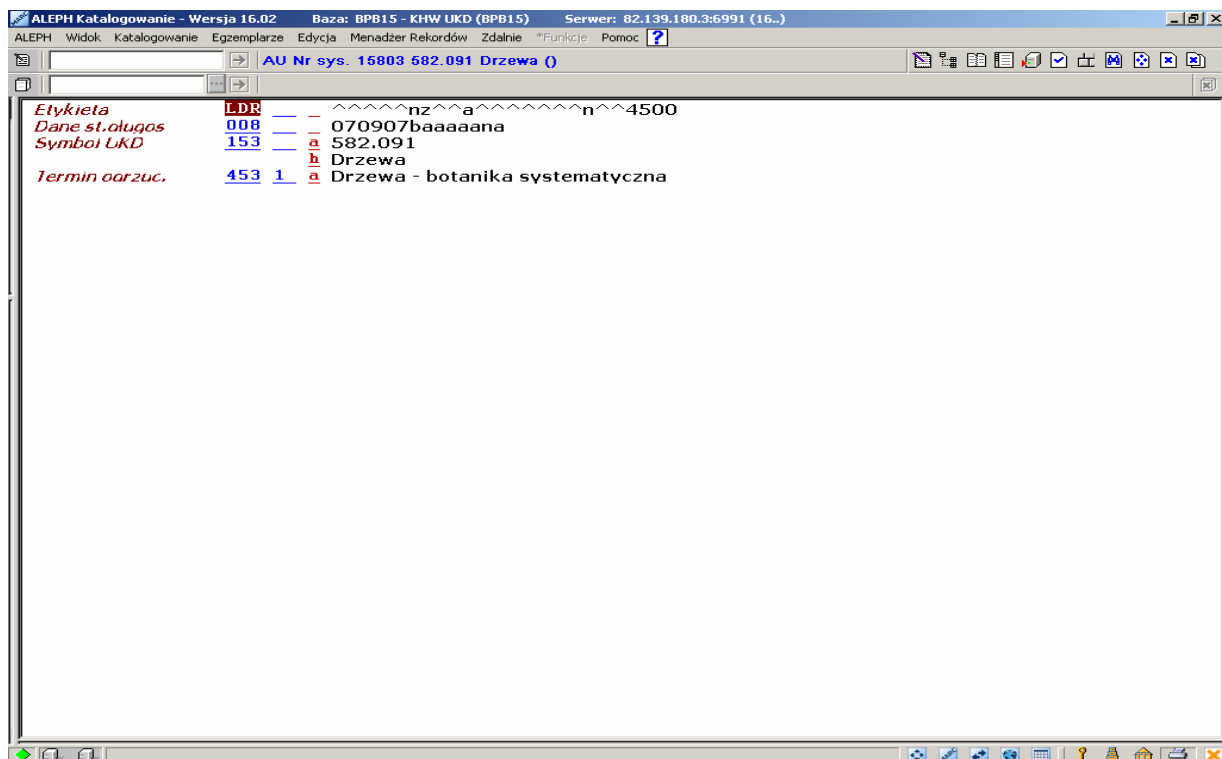 ALEPH Katalogowanie - Wersja 16.02 Baza: BPB15 - KHW UKD (BPB15) Serwer: 82.139.180.3:6991 (16..)
ALEPH Widok Katalogowanie Egzemplarze Edycja Menadżer Rekordów Zdalnie *Funkcje Pomoc ?
AU Nr sys. 15803 582.091 Drzewa ()
Etykieta LDR ^^^^^nz^^a^^^^^^^n^^4500
Dane st.długoś 008 070907baaaaana
Symbol UKD 153 a 582.091
h Drzewa
Termin odrzuc. 453 1 a Drzewa - botanika systematyczna